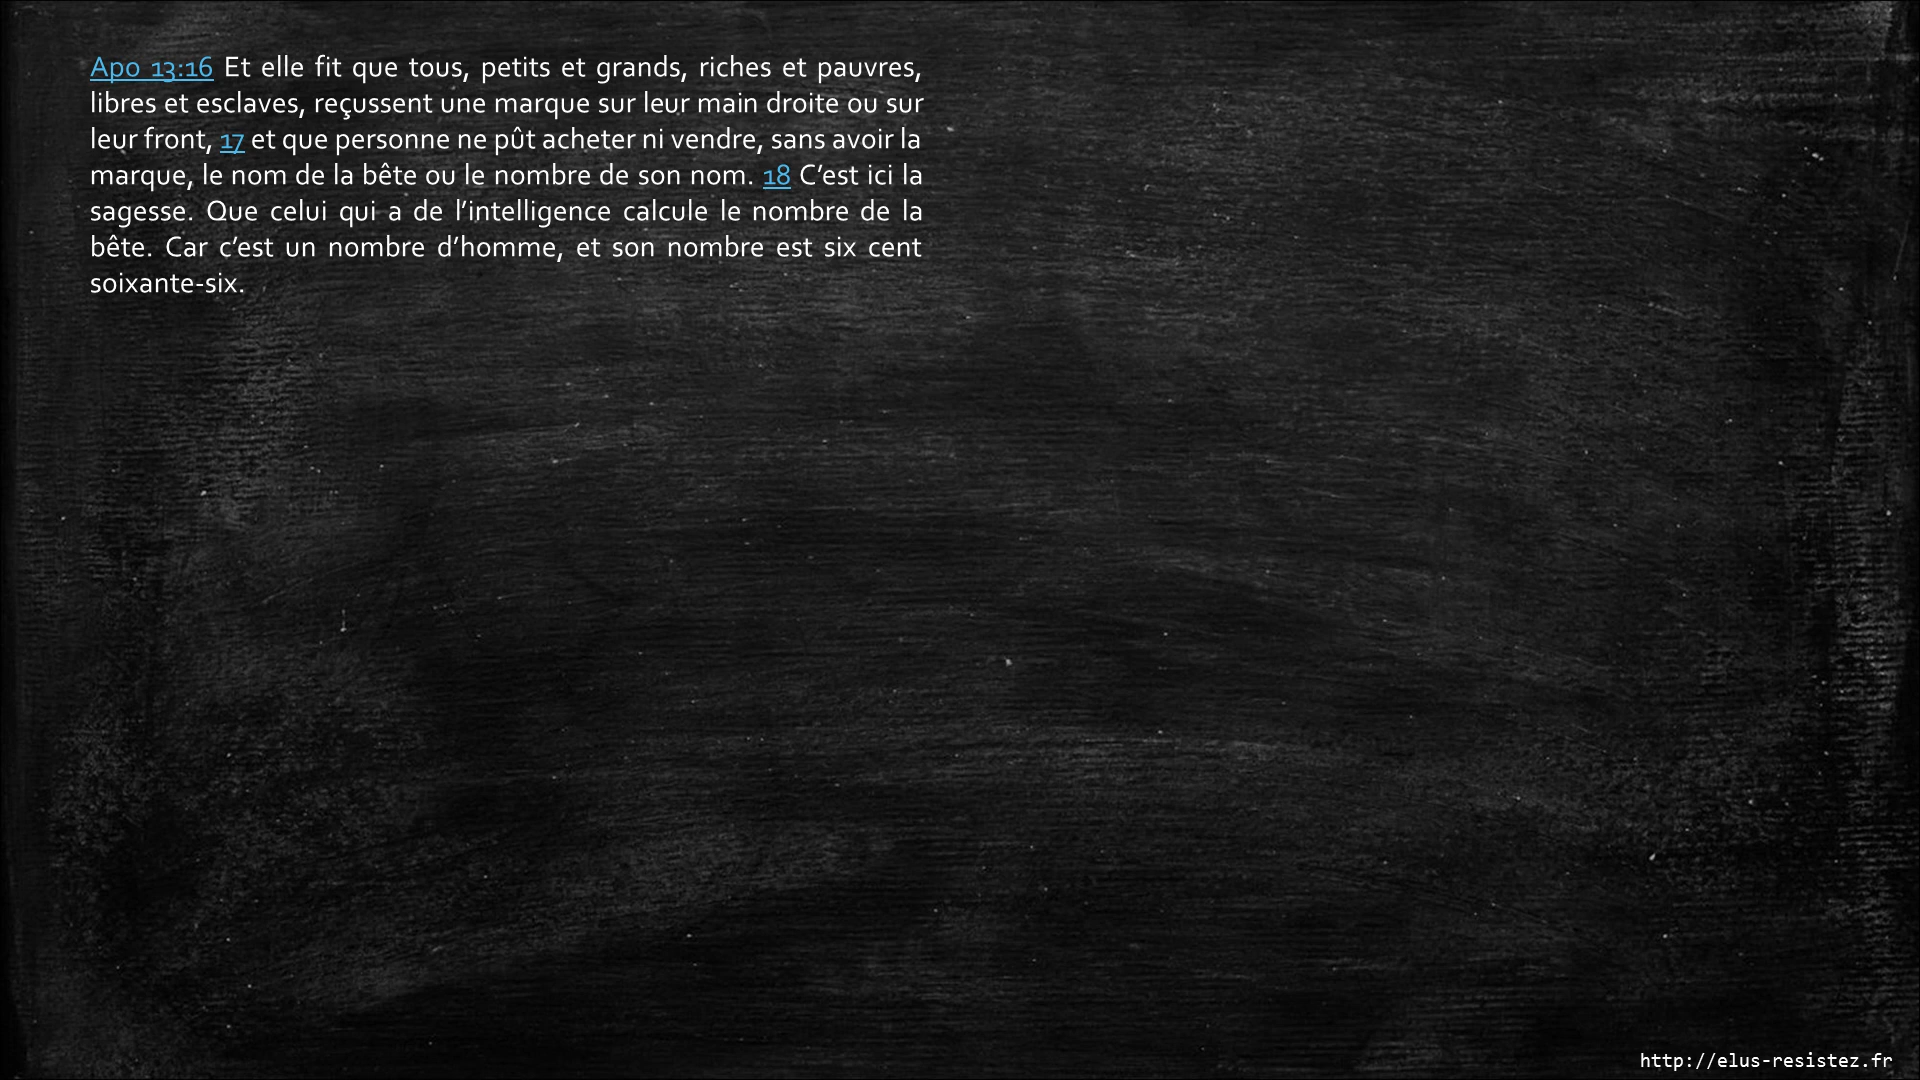 Apo 13:16 Et elle fit que tous, petits et grands, riches et pauvres,
libres et esclaves, reçussent une marque sur leur main droite ou sur
leur front, 17 et que personne ne pût acheter ni vendre, sans avoir la
marque, le nom de la bête ou le nombre de son nom. 18 C’est ici la
sagesse. Que celui qui a de l’intelligence calcule le nombre de la
bête. Car c’est un nombre d’homme, et son nombre est six cent
soixante-six.
http://elus-resistez.fr